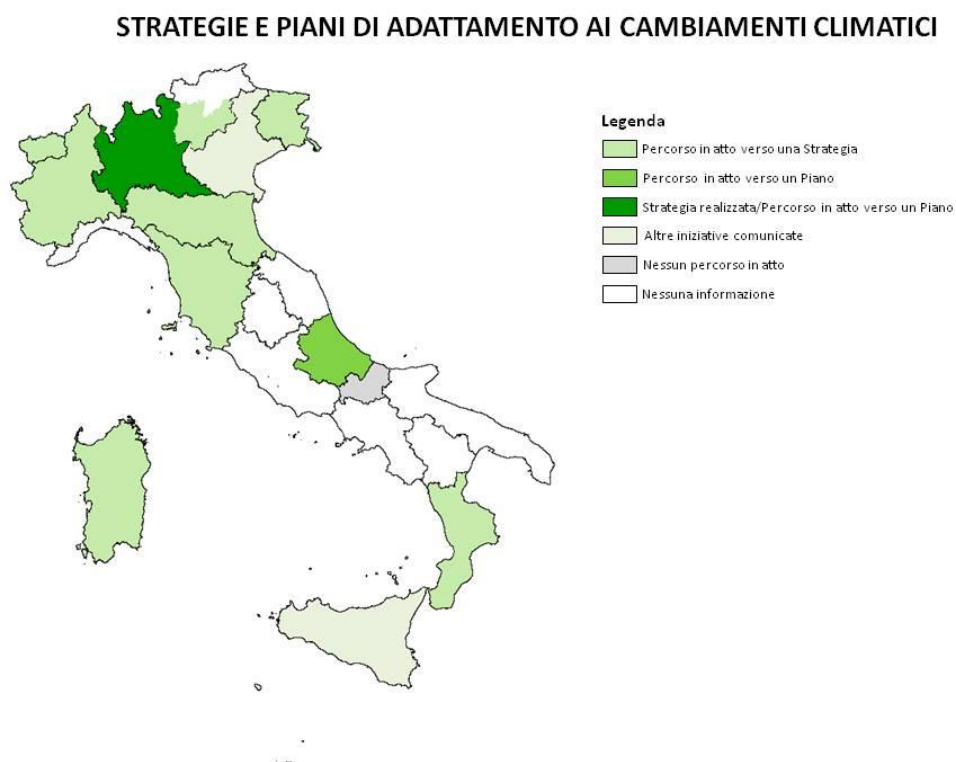 STRATEGIE E PIANI DI ADATTAMENTO AI CAMBIAMENTI CLIMATICI
Legenda
Percorso in atto verso una Strategia
Percorso in atto verso un Piano
Strategia realizzata/Percorso in atto verso un Piano
Altre iniziative comunicate
Nessun percorso in atto
Nessuna informazione